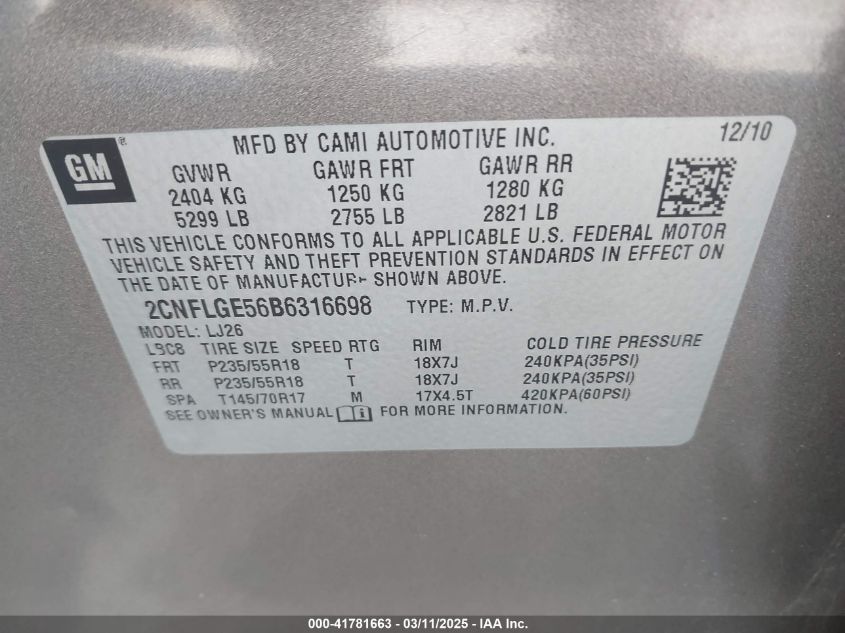 GM®
MFD BY CAMI AUTOMOTIVE INC. 12/10
GVWR GAWR FRT GAWR RR
2404 KG 1250 KG 1280 KG
5299 LB 2755 LB 2821 LB
THIS VEHICLE CONFORMS TO ALL APPLICABLE U.S. FEDERAL MOTOR
VEHICLE SAFETY AND THEFT PREVENTION STANDARDS IN EFFECT ON
THE DATE OF MANUFACTURE SHOWN ABOVE.
2CNFLGE56B6316698 TYPE: M.P.V.
MODEL: LJ26
L9C8 TIRE SIZE SPEED RTG RIM COLD TIRE PRESSURE
FRT P235/55R18 T 18X7J 240KPA(35PSI)
RR P235/55R18 T 18X7J 240KPA(35PSI)
SPA T145/70R17 M 17X4.5T 420KPA(60PSI)
SEE OWNER'S MANUAL FOR MORE INFORMATION.
000-41781663 - 03/11/2025 - IAA Inc.